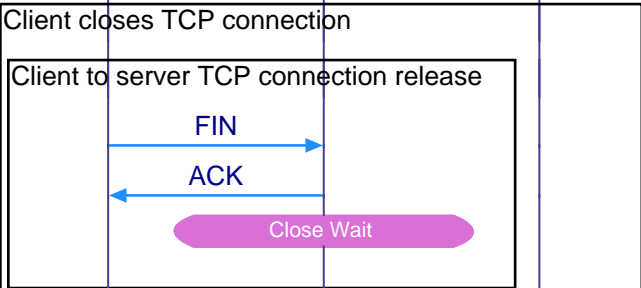 Client closes TCP connection
Client to server TCP connection release
FIN
ACK
Close Wait